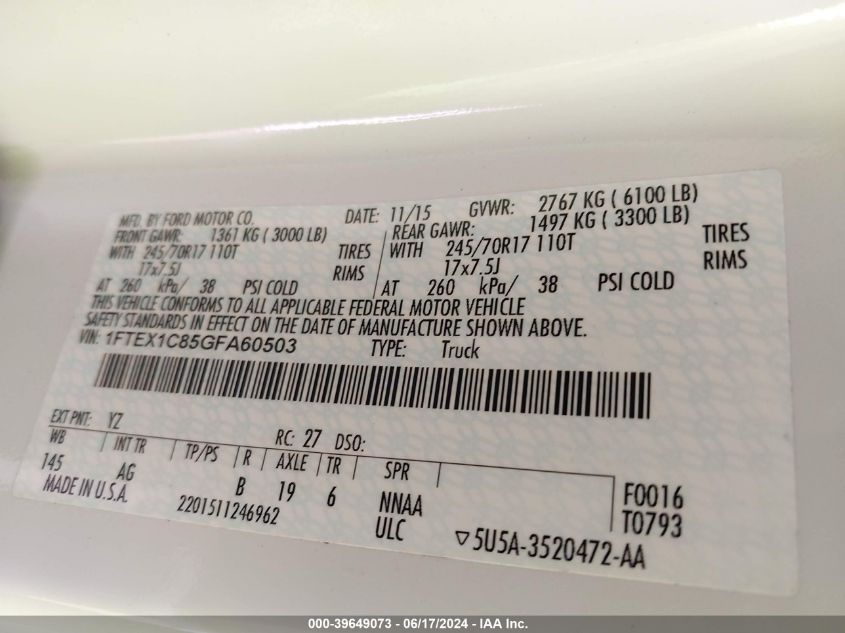 MFD. BY FORD MOTOR CO. DATE: 11/15 GVWR: 2767 KG ( 6100 LB)
FRONT GAWR: 1361 KG ( 3000 LB) REAR GAWR: 1497 KG ( 3300 LB)
WITH 245/70R17 110T TIRES WITH 245/70R17 110T TIRES
17x7.5J RIMS 17x7.5J RIMS
AT 260 kPa/ 38 PSI COLD AT 260 kPa/ 38 PSI COLD
THIS VEHICLE CONFORMS TO ALL APPLICABLE FEDERAL MOTOR VEHICLE
SAFETY STANDARDS IN EFFECT ON THE DATE OF MANUFACTURE SHOWN ABOVE.
VIN: 1FTEX1C85GFA60503 TYPE: Truck
EXT PNT: YZ RC: 27 DSO:
WB INT TR TP/PS R AXLE TR SPR
145 AG B 19 6 NNAA F0016
MADE IN U.S.A. 2201511246962 ULC T0793
▽5U5A-3520472-AA
000-39649073 - 06/17/2024 - IAA Inc.